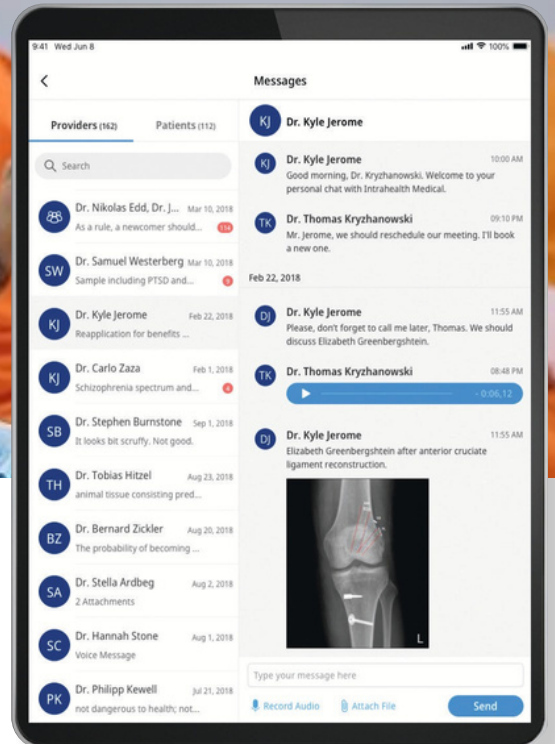 9:41 Wed Jun 8
100%
Messages
Providers (162)
Patients (112)
Search
Dr. Nikolas Edd, Dr. J... Mar 10, 2018
As a rule, a newcomer should... 114
SW
Dr. Samuel Westerberg Mar 10, 2018
Sample including PTSD and... 9
KJ
Dr. Kyle Jerome Feb 22, 2018
Reapplication for benefits ...
KJ
Dr. Carlo Zaza Feb 1, 2018
Schizophrenia spectrum and... 4
SB
Dr. Stephen Burnstone Sep 1, 2018
It looks bit scruffy. Not good.
TH
Dr. Tobias Hitzel Aug 23, 2018
animal tissue consisting pred...
BZ
Dr. Bernard Zickler Aug 20, 2018
The probability of becoming ...
SA
Dr. Stella Ardbeg Aug 2, 2018
2 Attachments
SC
Dr. Hannah Stone Aug 1, 2018
Voice Message
PK
Dr. Philipp Kewell Jul 21, 2018
not dangerous to health; not...
KJ
Dr. Kyle Jerome
KJ
Dr. Kyle Jerome 10:00 AM
Good morning, Dr. Kryzhanowski. Welcome to your
personal chat with Intrahealth Medical.
TK
Dr. Thomas Kryzhanowski 09:10 PM
Mr. Jerome, we should reschedule our meeting. I'll book
a new one.
Feb 22, 2018
DJ
Dr. Kyle Jerome 11:55 AM
Please, don't forget to call me later, Thomas. We should
discuss Elizabeth Greenbergshtein.
TK
Dr. Thomas Kryzhanowski 08:48 PM
- 0:06,12
DJ
Dr. Kyle Jerome 11:55 AM
Elizabeth Greenbergshtein after anterior cruciate
ligament reconstruction.
L
Type your message here
Record Audio
Attach File
Send